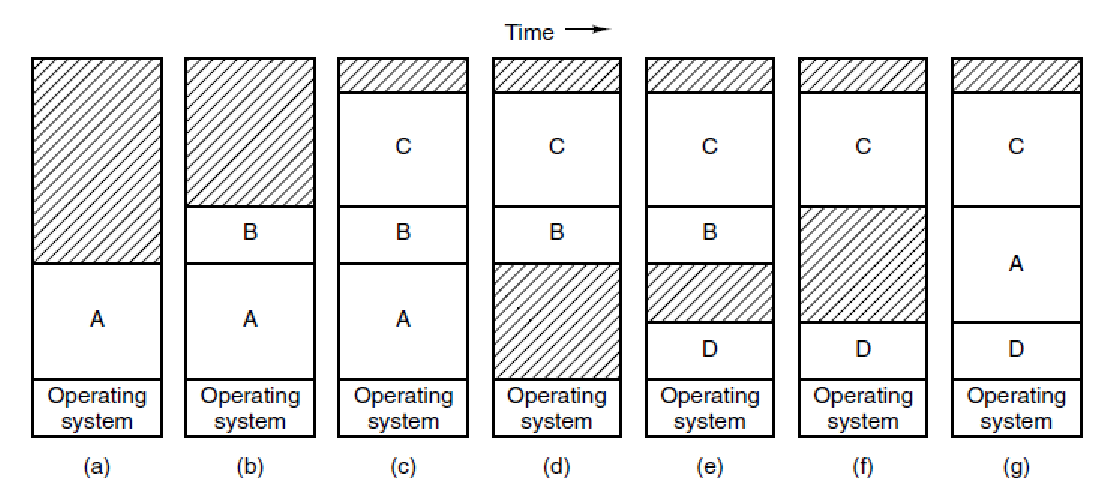 Time
C C C C C
B B B B A
A A A D D D
Operating system Operating system Operating system Operating system Operating system Operating system Operating system
(a) (b) (c) (d) (e) (f) (g)